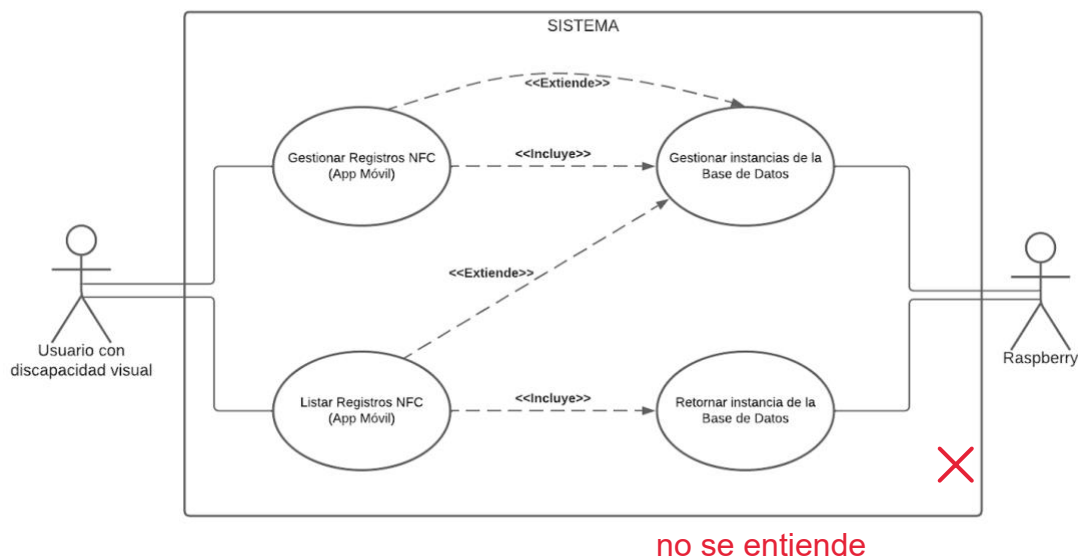 SISTEMA
<<Extiende>>
Gestionar Registros NFC
(App Móvil)
<<Incluye>>
Gestionar instancias de la
Base de Datos
<<Extiende>>
Usuario con
discapacidad visual
Raspberry
Listar Registros NFC
(App Móvil)
<<Incluye>>
Retornar instancia de la
Base de Datos
no se entiende